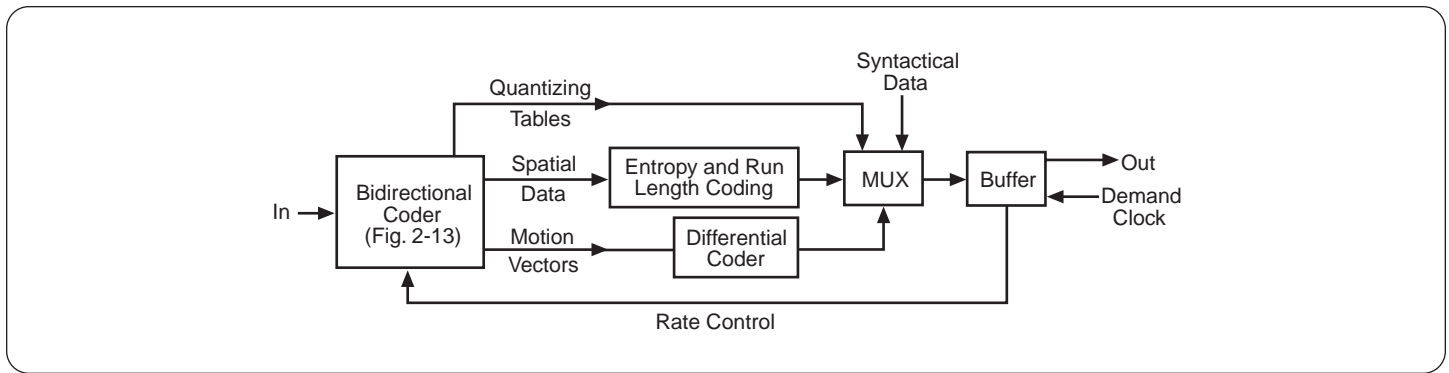 Syntactical
Data
Quantizing
Tables
Spatial
Data
Entropy and Run
Length Coding
MUX
Buffer
Out
Demand
Clock
In
Bidirectional
Coder
(Fig. 2-13)
Motion
Vectors
Differential
Coder
Rate Control